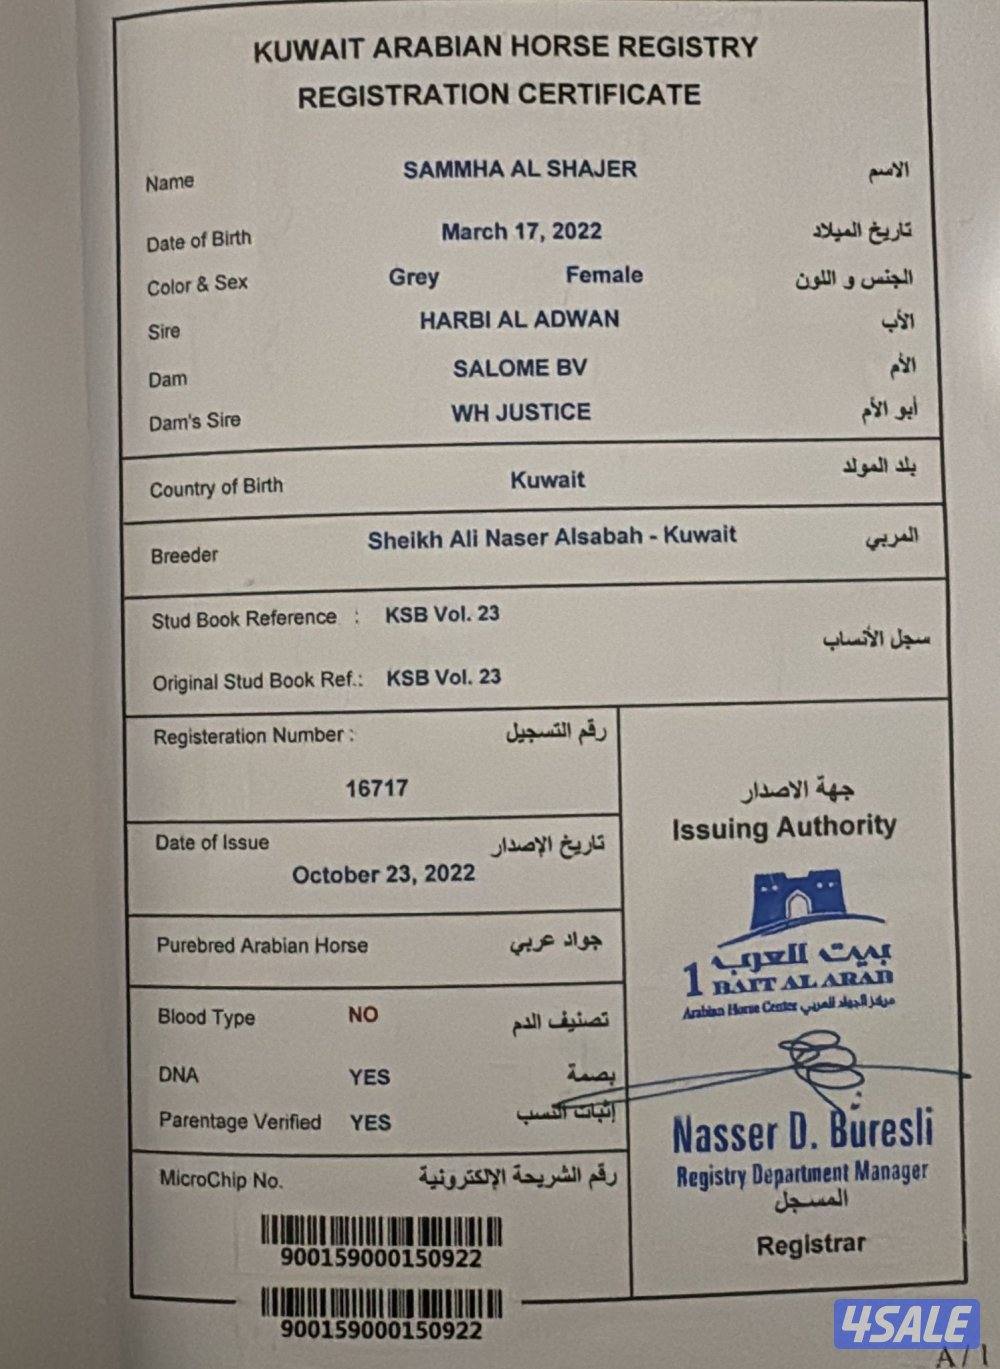 KUWAIT ARABIAN HORSE REGISTRY
REGISTRATION CERTIFICATE
Name SAMMHA AL SHAJER الاسم
Date of Birth March 17, 2022 تاريخ الميلاد
Color & Sex Grey Female الجنس و اللون
Sire HARBI AL ADWAN الأب
Dam SALOME BV الأم
Dam's Sire WH JUSTICE أبو الأم
Country of Birth Kuwait بلد المولد
Breeder Sheikh Ali Naser Alsabah - Kuwait المربي
Stud Book Reference : KSB Vol. 23
سجل الأنساب
Original Stud Book Ref.: KSB Vol. 23
Registeration Number : رقم التسجيل
16717
Date of Issue تاريخ الإصدار
October 23, 2022
Purebred Arabian Horse جواد عربي
Blood Type NO تصنيف الدم
DNA YES بصمة
Parentage Verified YES إثبات النسب
MicroChip No. رقم الشريحة الإلكترونية
900159000150922
900159000150922
جهة الاصدار
Issuing Authority
بيت العرب
1 BAIT AL ARAB
Arabian Horse Center مركز الجواد العربي
Nasser D. Buresli
Registry Department Manager
المسجل
Registrar
4SALE
A / 1